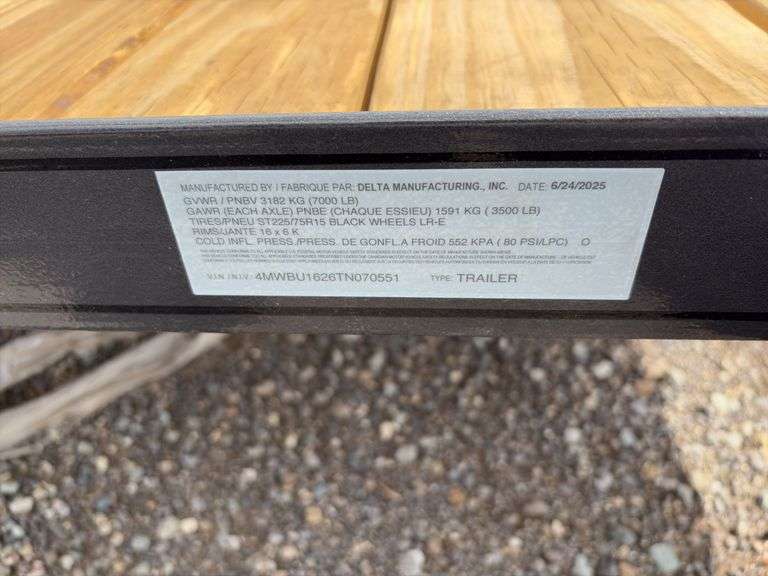 MANUFACTURED BY / FABRIQUE PAR: DELTA MANUFACTURING., INC. DATE: 6/24/2025
GVWR / PNBV 3182 KG (7000 LB)
GAWR (EACH AXLE) PNBE (CHAQUE ESSIEU) 1591 KG ( 3500 LB)
TIRES/PNEU ST225/75R15 BLACK WHEELS LR-E
RIMS/JANTE 16 x 6 K
COLD INFL. PRESS./PRESS. DE GONFL.A FROID 552 KPA ( 80 PSI/LPC) O
V.I.N / N.I.V: 4MWBU1626TN070551 TYPE: TRAILER